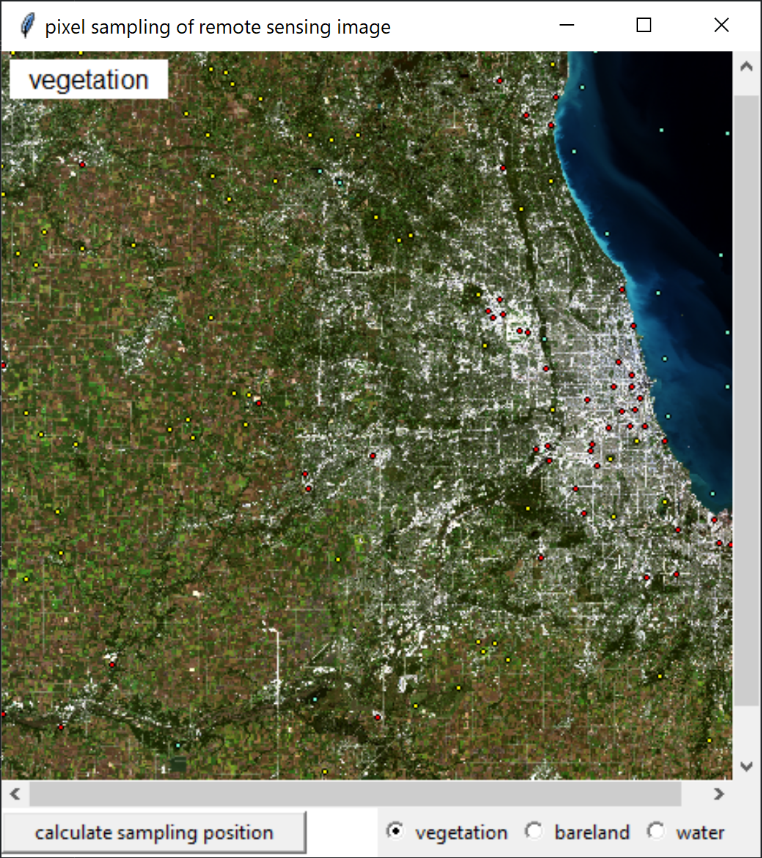 pixel sampling of remote sensing image
vegetation
calculate sampling position
vegetation bareland water